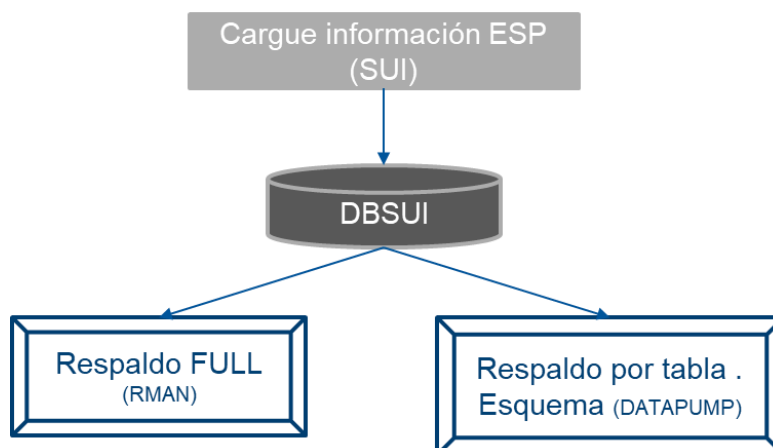 Cargue información ESP
(SUI)
DBSUI
Respaldo FULL
(RMAN)
Respaldo por tabla .
Esquema (DATAPUMP)